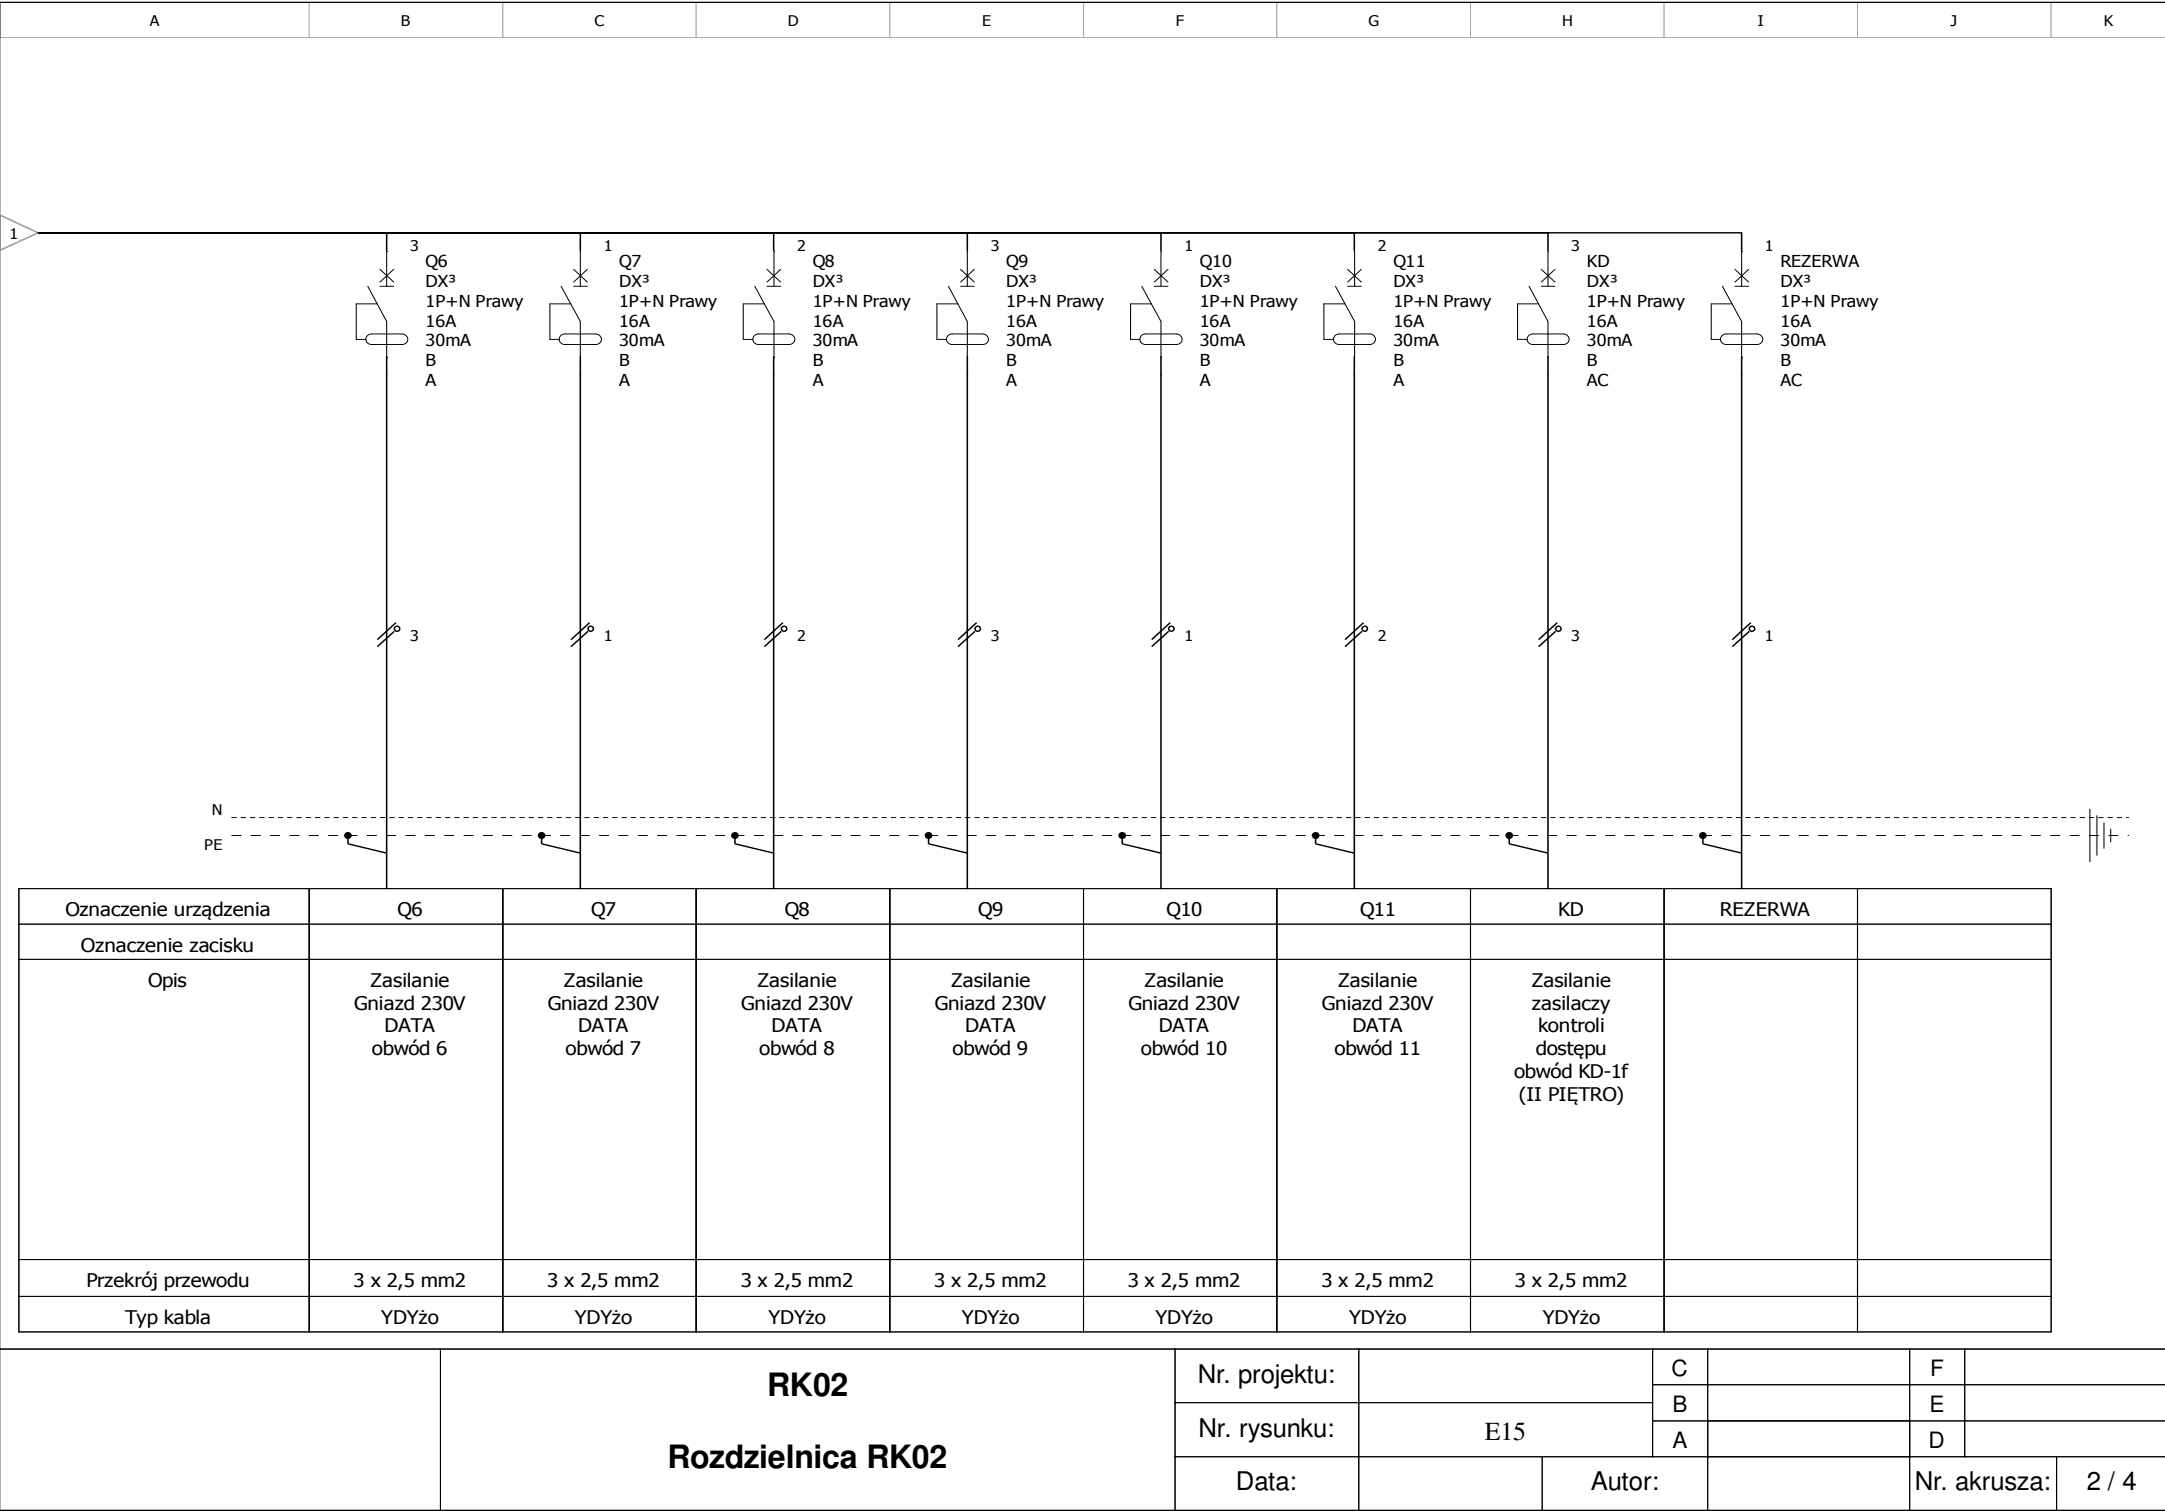 A B C D E F G H I J K
1
3 1 2 3 1 2 3 1
Q6 Q7 Q8 Q9 Q10 Q11 KD REZERWA
DX³ DX³ DX³ DX³ DX³ DX³ DX³ DX³
1P+N Prawy 1P+N Prawy 1P+N Prawy 1P+N Prawy 1P+N Prawy 1P+N Prawy 1P+N Prawy 1P+N Prawy
16A 16A 16A 16A 16A 16A 16A 16A
30mA 30mA 30mA 30mA 30mA 30mA 30mA 30mA
B B B B B B B B
A A A A A A AC AC
3 1 2 3 1 2 3 1
N
PE
Oznaczenie urządzenia Q6 Q7 Q8 Q9 Q10 Q11 KD REZERWA
Oznaczenie zacisku
Opis Zasilanie Zasilanie Zasilanie Zasilanie Zasilanie Zasilanie Zasilanie
Gniazd 230V Gniazd 230V Gniazd 230V Gniazd 230V Gniazd 230V Gniazd 230V zasilaczy
DATA DATA DATA DATA DATA DATA kontroli
obwód 6 obwód 7 obwód 8 obwód 9 obwód 10 obwód 11 dostępu
obwód KD-1f
(II PIĘTRO)
Przekrój przewodu 3 x 2,5 mm2 3 x 2,5 mm2 3 x 2,5 mm2 3 x 2,5 mm2 3 x 2,5 mm2 3 x 2,5 mm2 3 x 2,5 mm2
Typ kabla YDYżo YDYżo YDYżo YDYżo YDYżo YDYżo YDYżo
RK02
Rozdzielnica RK02
Nr. projektu: C F
B E
Nr. rysunku: E15 A D
Data: Autor: Nr. akrusza: 2 / 4